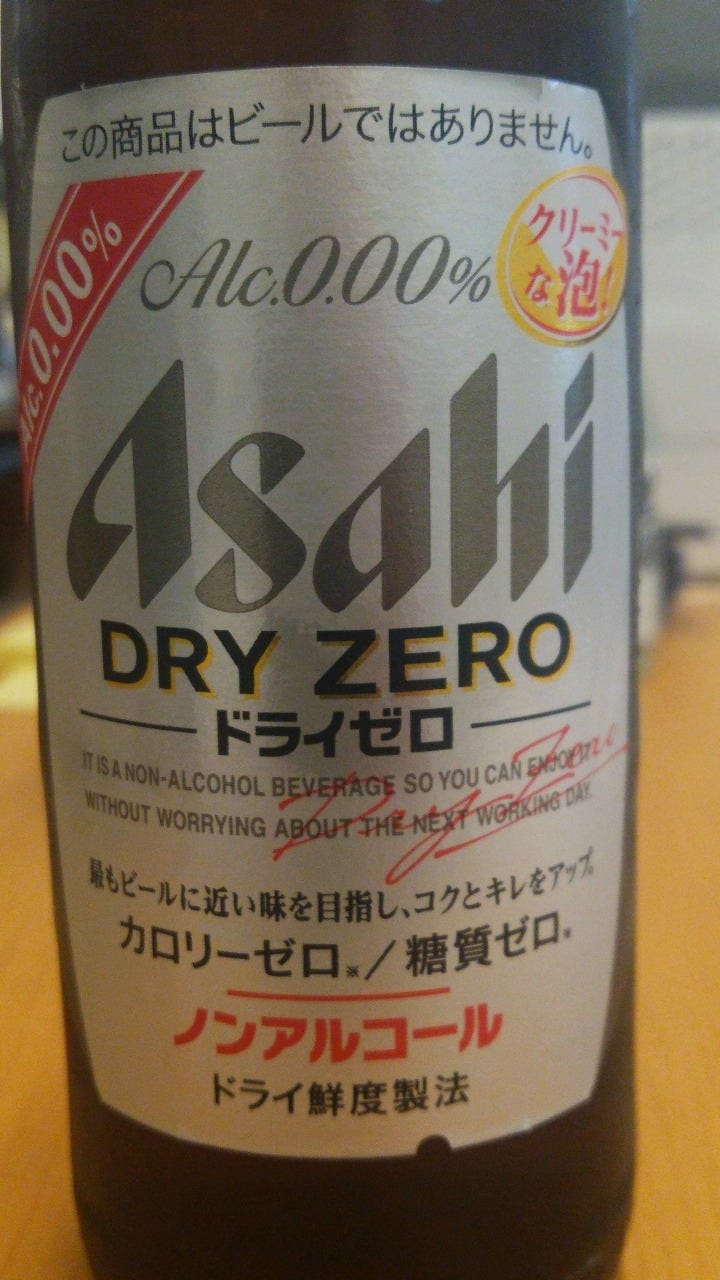 この商品はビールではありません。
Alc.0.00%
Alc.0.00%
クリーミー
な泡!
Asahi
DRY ZERO
ドライゼロ
IT IS A NON-ALCOHOL BEVERAGE SO YOU CAN ENJOY IT
WITHOUT WORRYING ABOUT THE NEXT WORKING DAY.
Dry Zero
最もビールに近い味を目指し、コクとキレをアップ。
カロリーゼロ※/糖質ゼロ※
ノンアルコール
ドライ鮮度製法